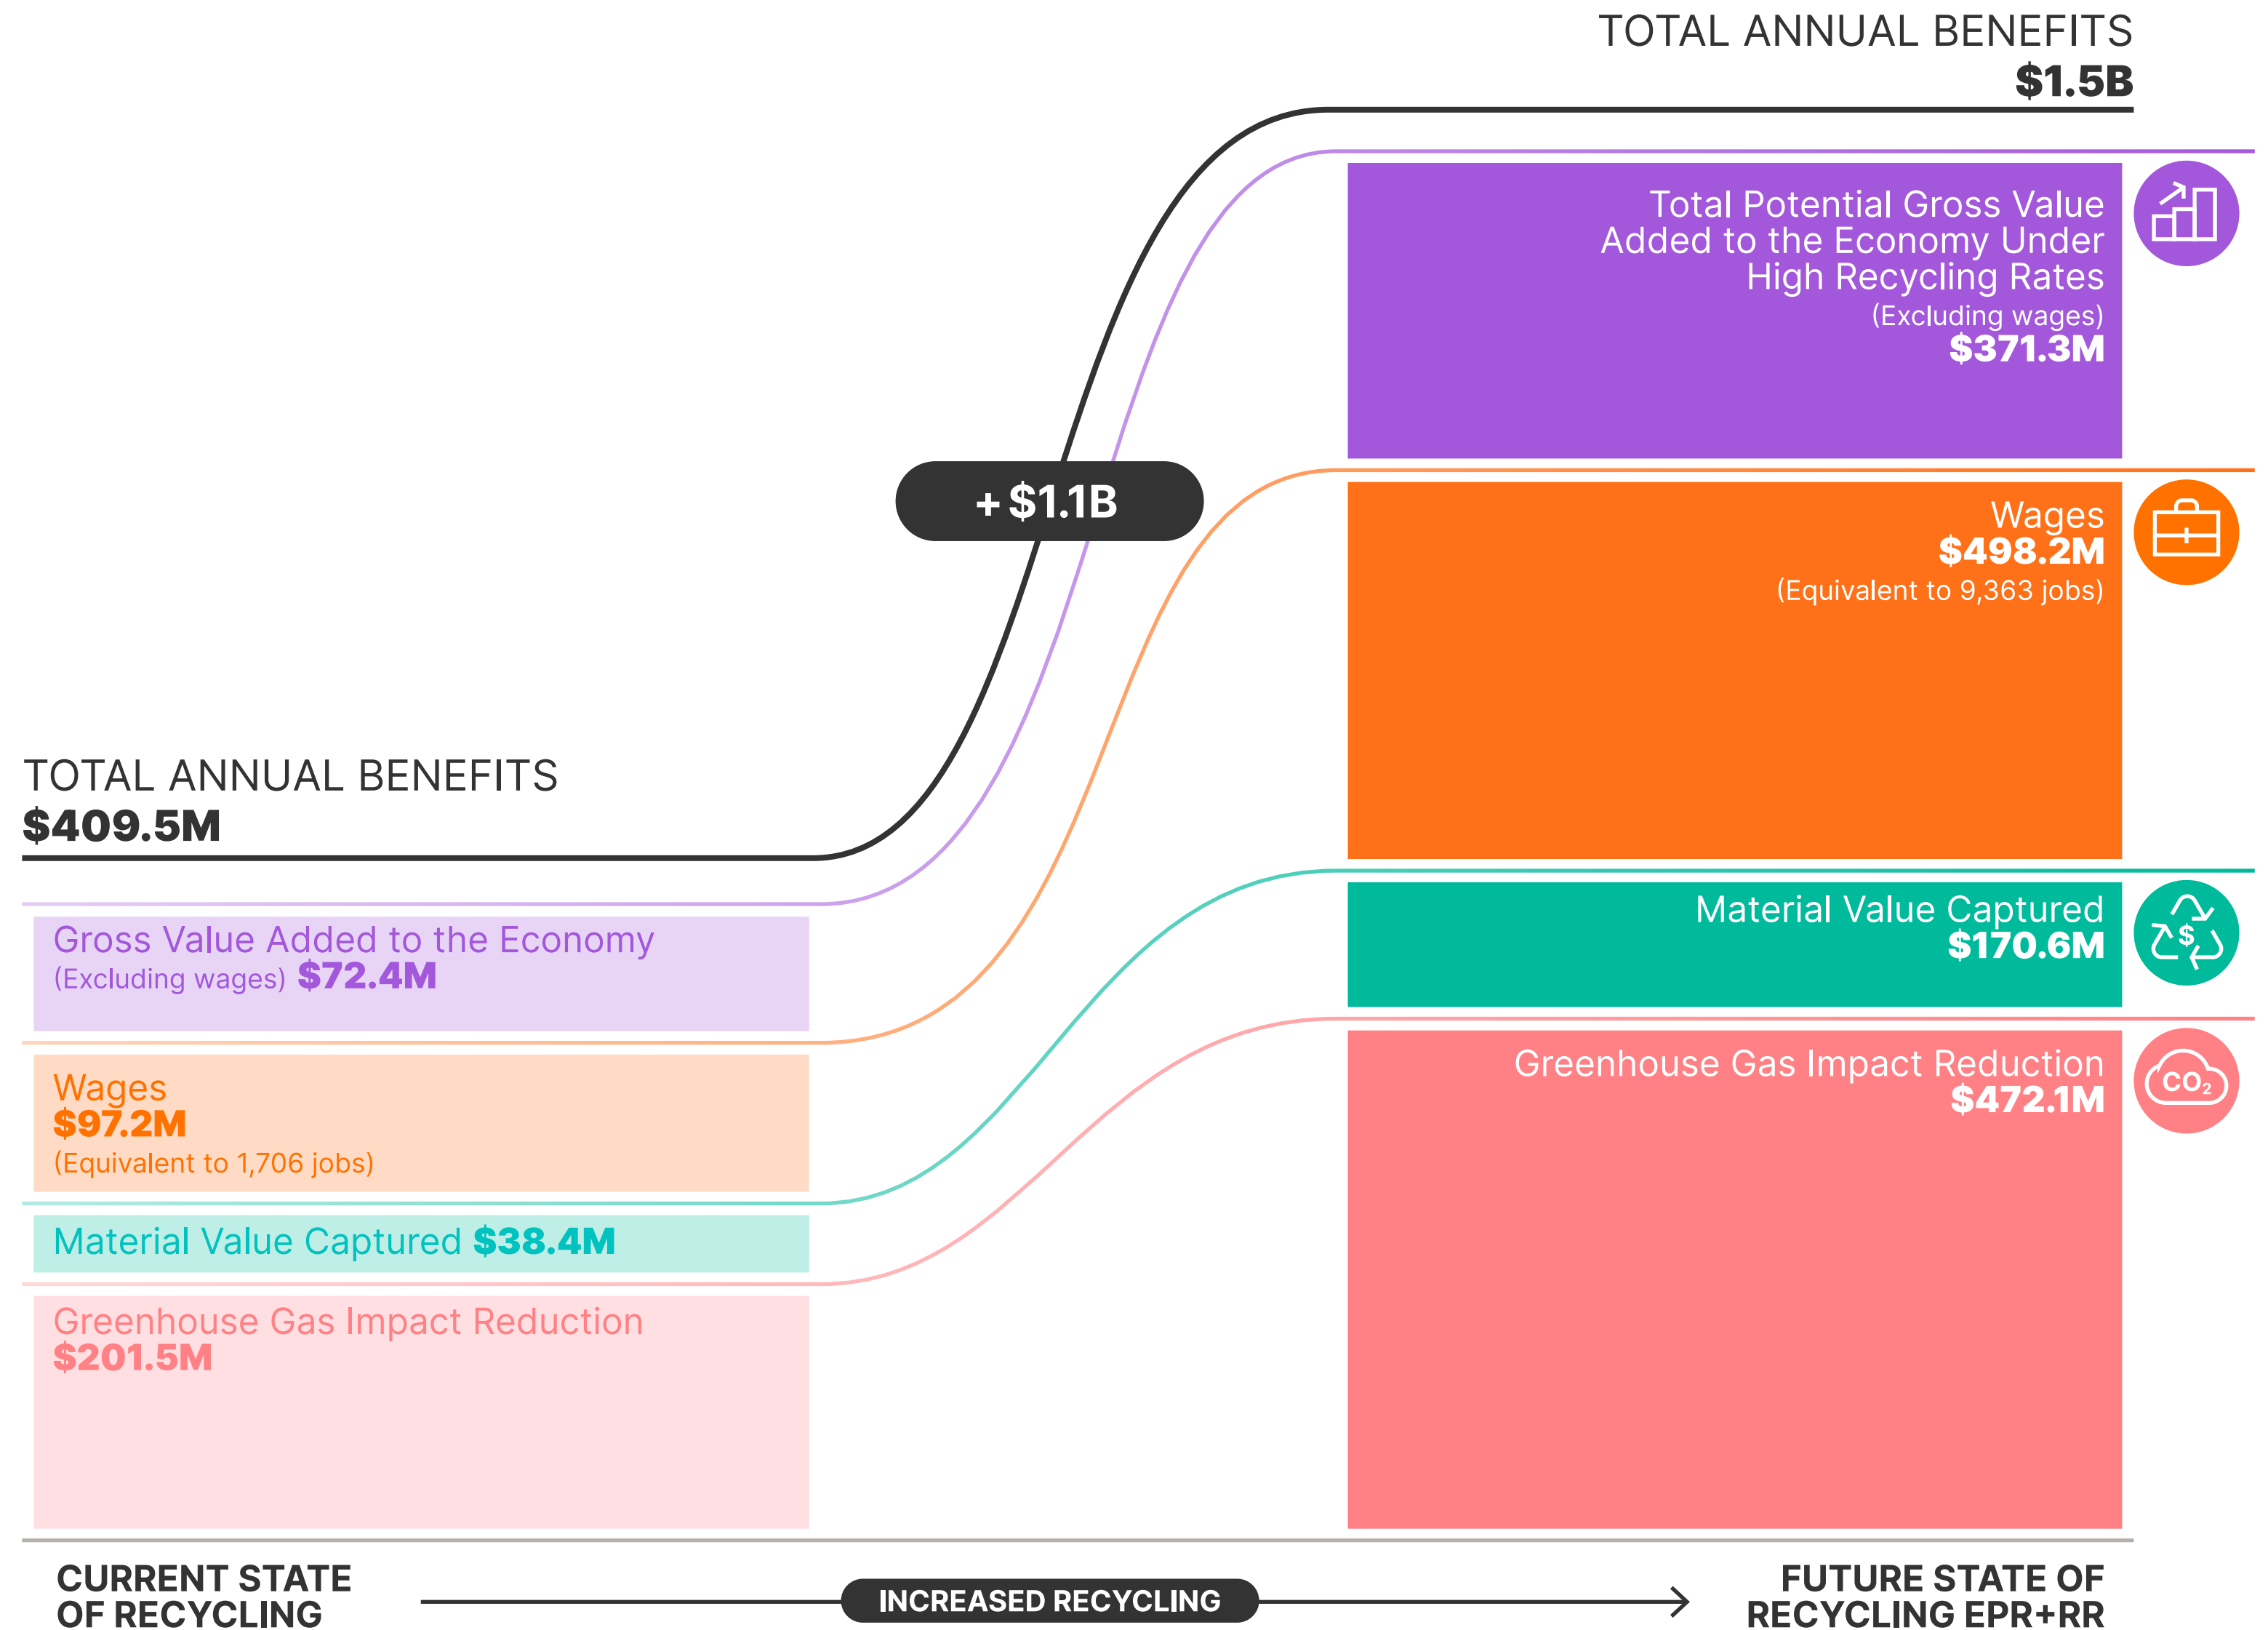 TOTAL ANNUAL BENEFITS
$1.5B
Total Potential Gross Value
Added to the Economy Under
High Recycling Rates
(Excluding wages)
$371.3M
+ $1.1B
Wages
$498.2M
(Equivalent to 9,363 jobs)
TOTAL ANNUAL BENEFITS
$409.5M
Gross Value Added to the Economy
(Excluding wages) $72.4M
Wages
$97.2M
(Equivalent to 1,706 jobs)
Material Value Captured $38.4M
Greenhouse Gas Impact Reduction
$201.5M
Material Value Captured
$170.6M
$
Greenhouse Gas Impact Reduction
$472.1M
CO2
CURRENT STATE
OF RECYCLING
INCREASED RECYCLING
FUTURE STATE OF
RECYCLING EPR+RR